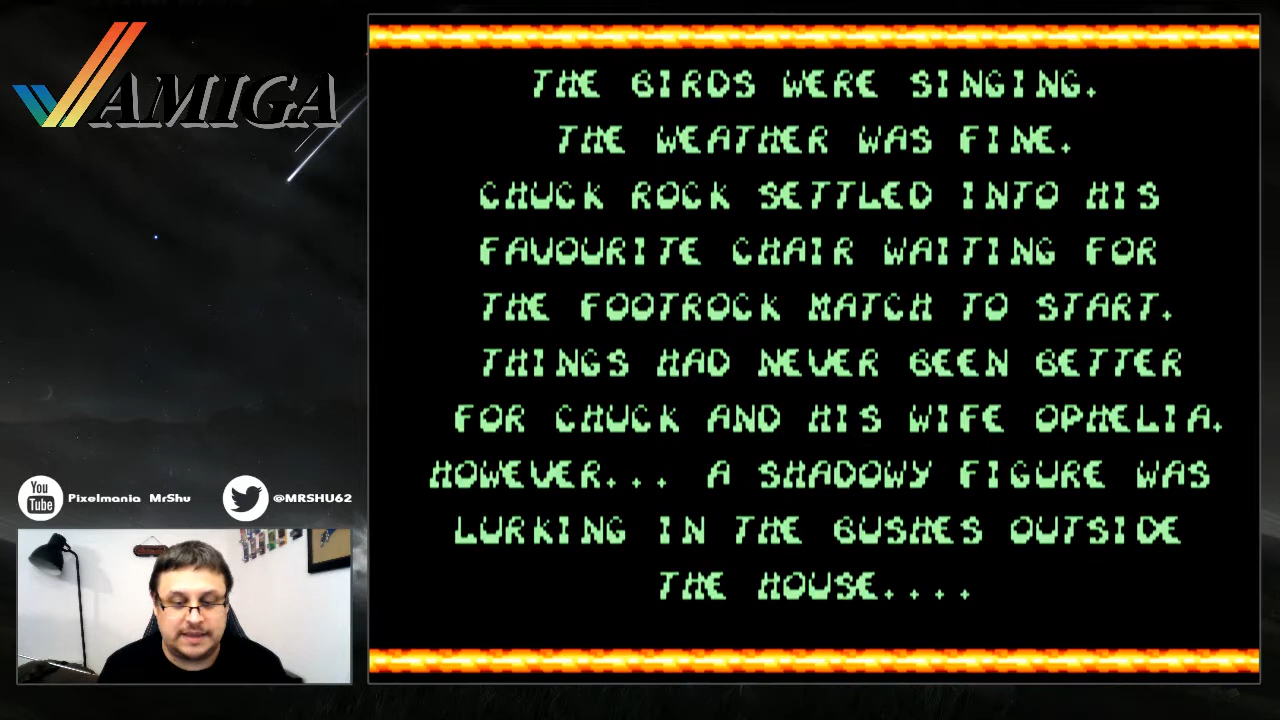 AMIGA
THE BIRDS WERE SINGING.
THE WEATHER WAS FINE.
CHUCK ROCK SETTLED INTO HIS
FAVOURITE CHAIR WAITING FOR
THE FOOTROCK MATCH TO START.
THINGS HAD NEVER BEEN BETTER
FOR CHUCK AND HIS WIFE OPHELIA.
HOWEVER... A SHADOWY FIGURE WAS
LURKING IN THE BUSHES OUTSIDE
THE HOUSE....
You
Tube
Pixelmania MrShu
@MRSHU62